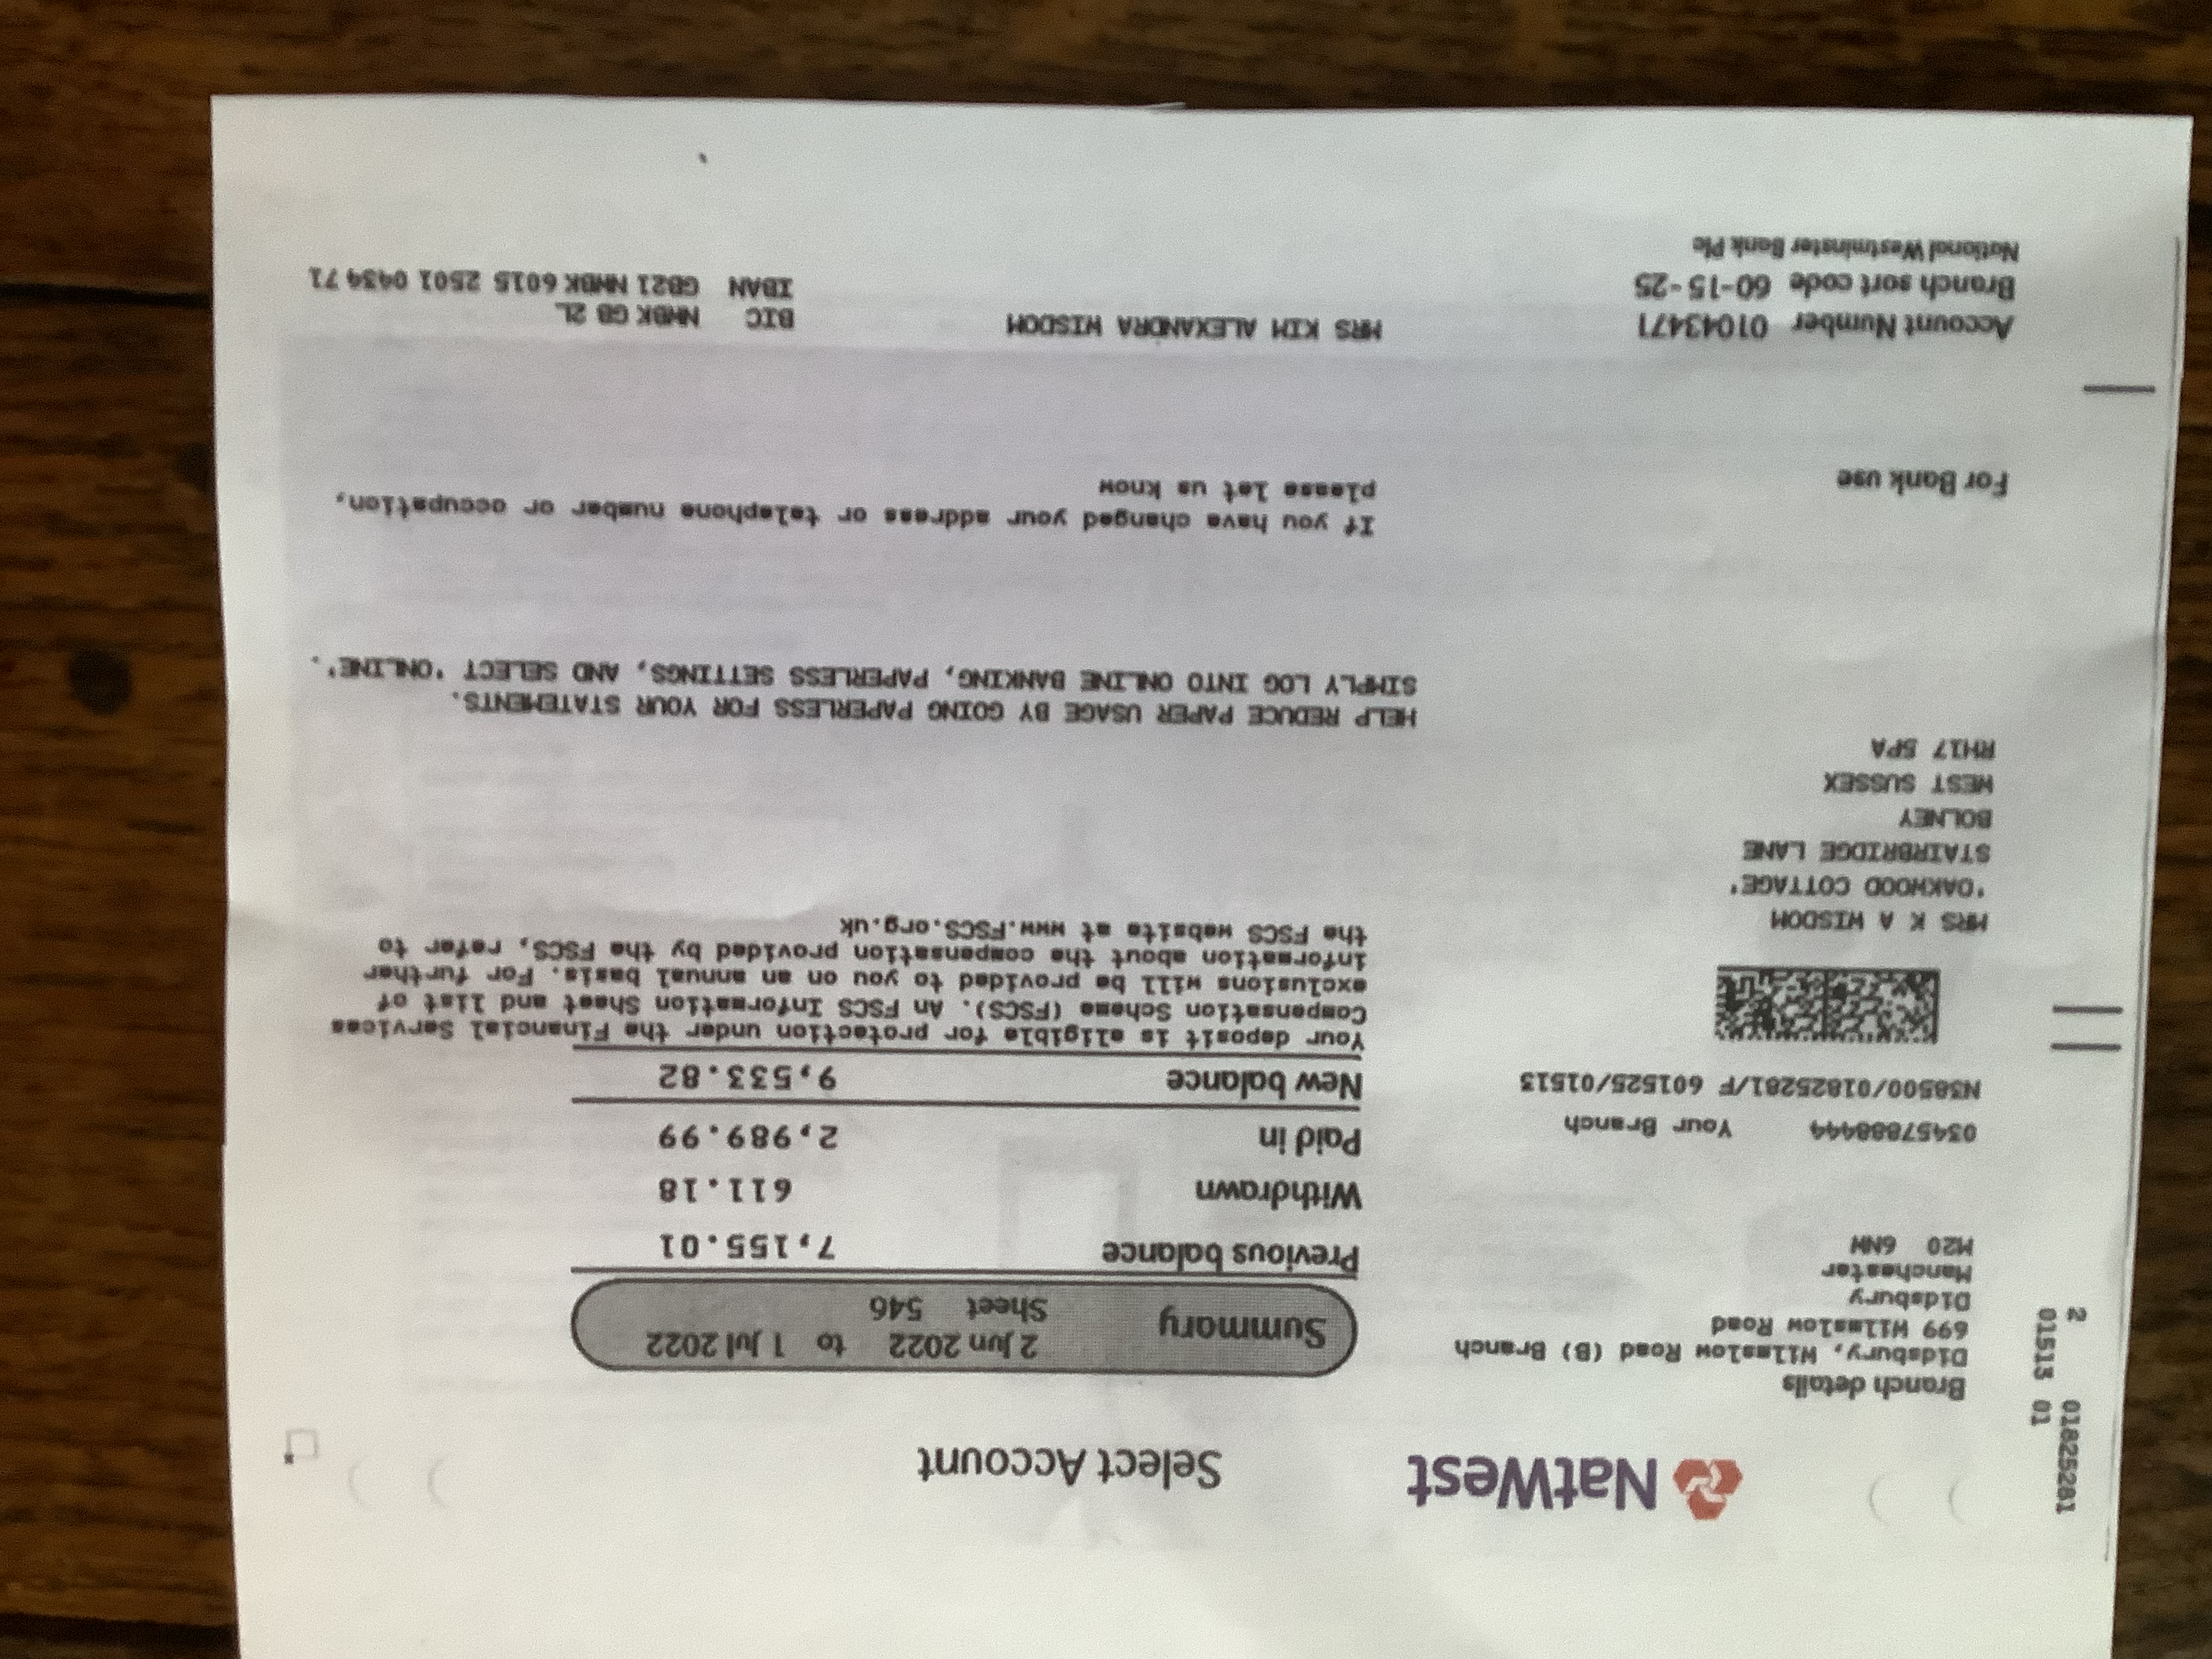 NatWest
Select Account
01825281
01513 01
2
Branch details
Didsbury, Wilmslow Road (B) Branch
699 Wilmslow Road
Didsbury
Manchester
M20 6NW
Summary
2 Jun 2022 to 1 Jul 2022
Sheet 546
Previous balance 7,155.01
Withdrawn 611.18
Paid in 2,989.99
New balance 9,533.82
03457888444 Your Branch
N38500/01825281/F 601525/01513
Your deposit is eligible for protection under the Financial Services
Compensation Scheme (FSCS). An FSCS Information Sheet and list of
exclusions will be provided to you on an annual basis. For further
information about the compensation provided by the FSCS, refer to
the FSCS website at www.FSCS.org.uk
MRS K A WISDOM
'OAKWOOD COTTAGE'
STAIRBRIDGE LANE
BOLNEY
WEST SUSSEX
RH17 5PA
HELP REDUCE PAPER USAGE BY GOING PAPERLESS FOR YOUR STATEMENTS.
SIMPLY LOG INTO ONLINE BANKING, PAPERLESS SETTINGS, AND SELECT 'ONLINE'.
For Bank use
If you have changed your address or telephone number or occupation,
please let us know
Account Number 01043471
Branch sort code 60-15-25
National Westminster Bank Plc
MRS KIM ALEXANDRA WISDOM
BIC NWBK GB 2L
IBAN GB21 NWBK 6015 2501 0434 71